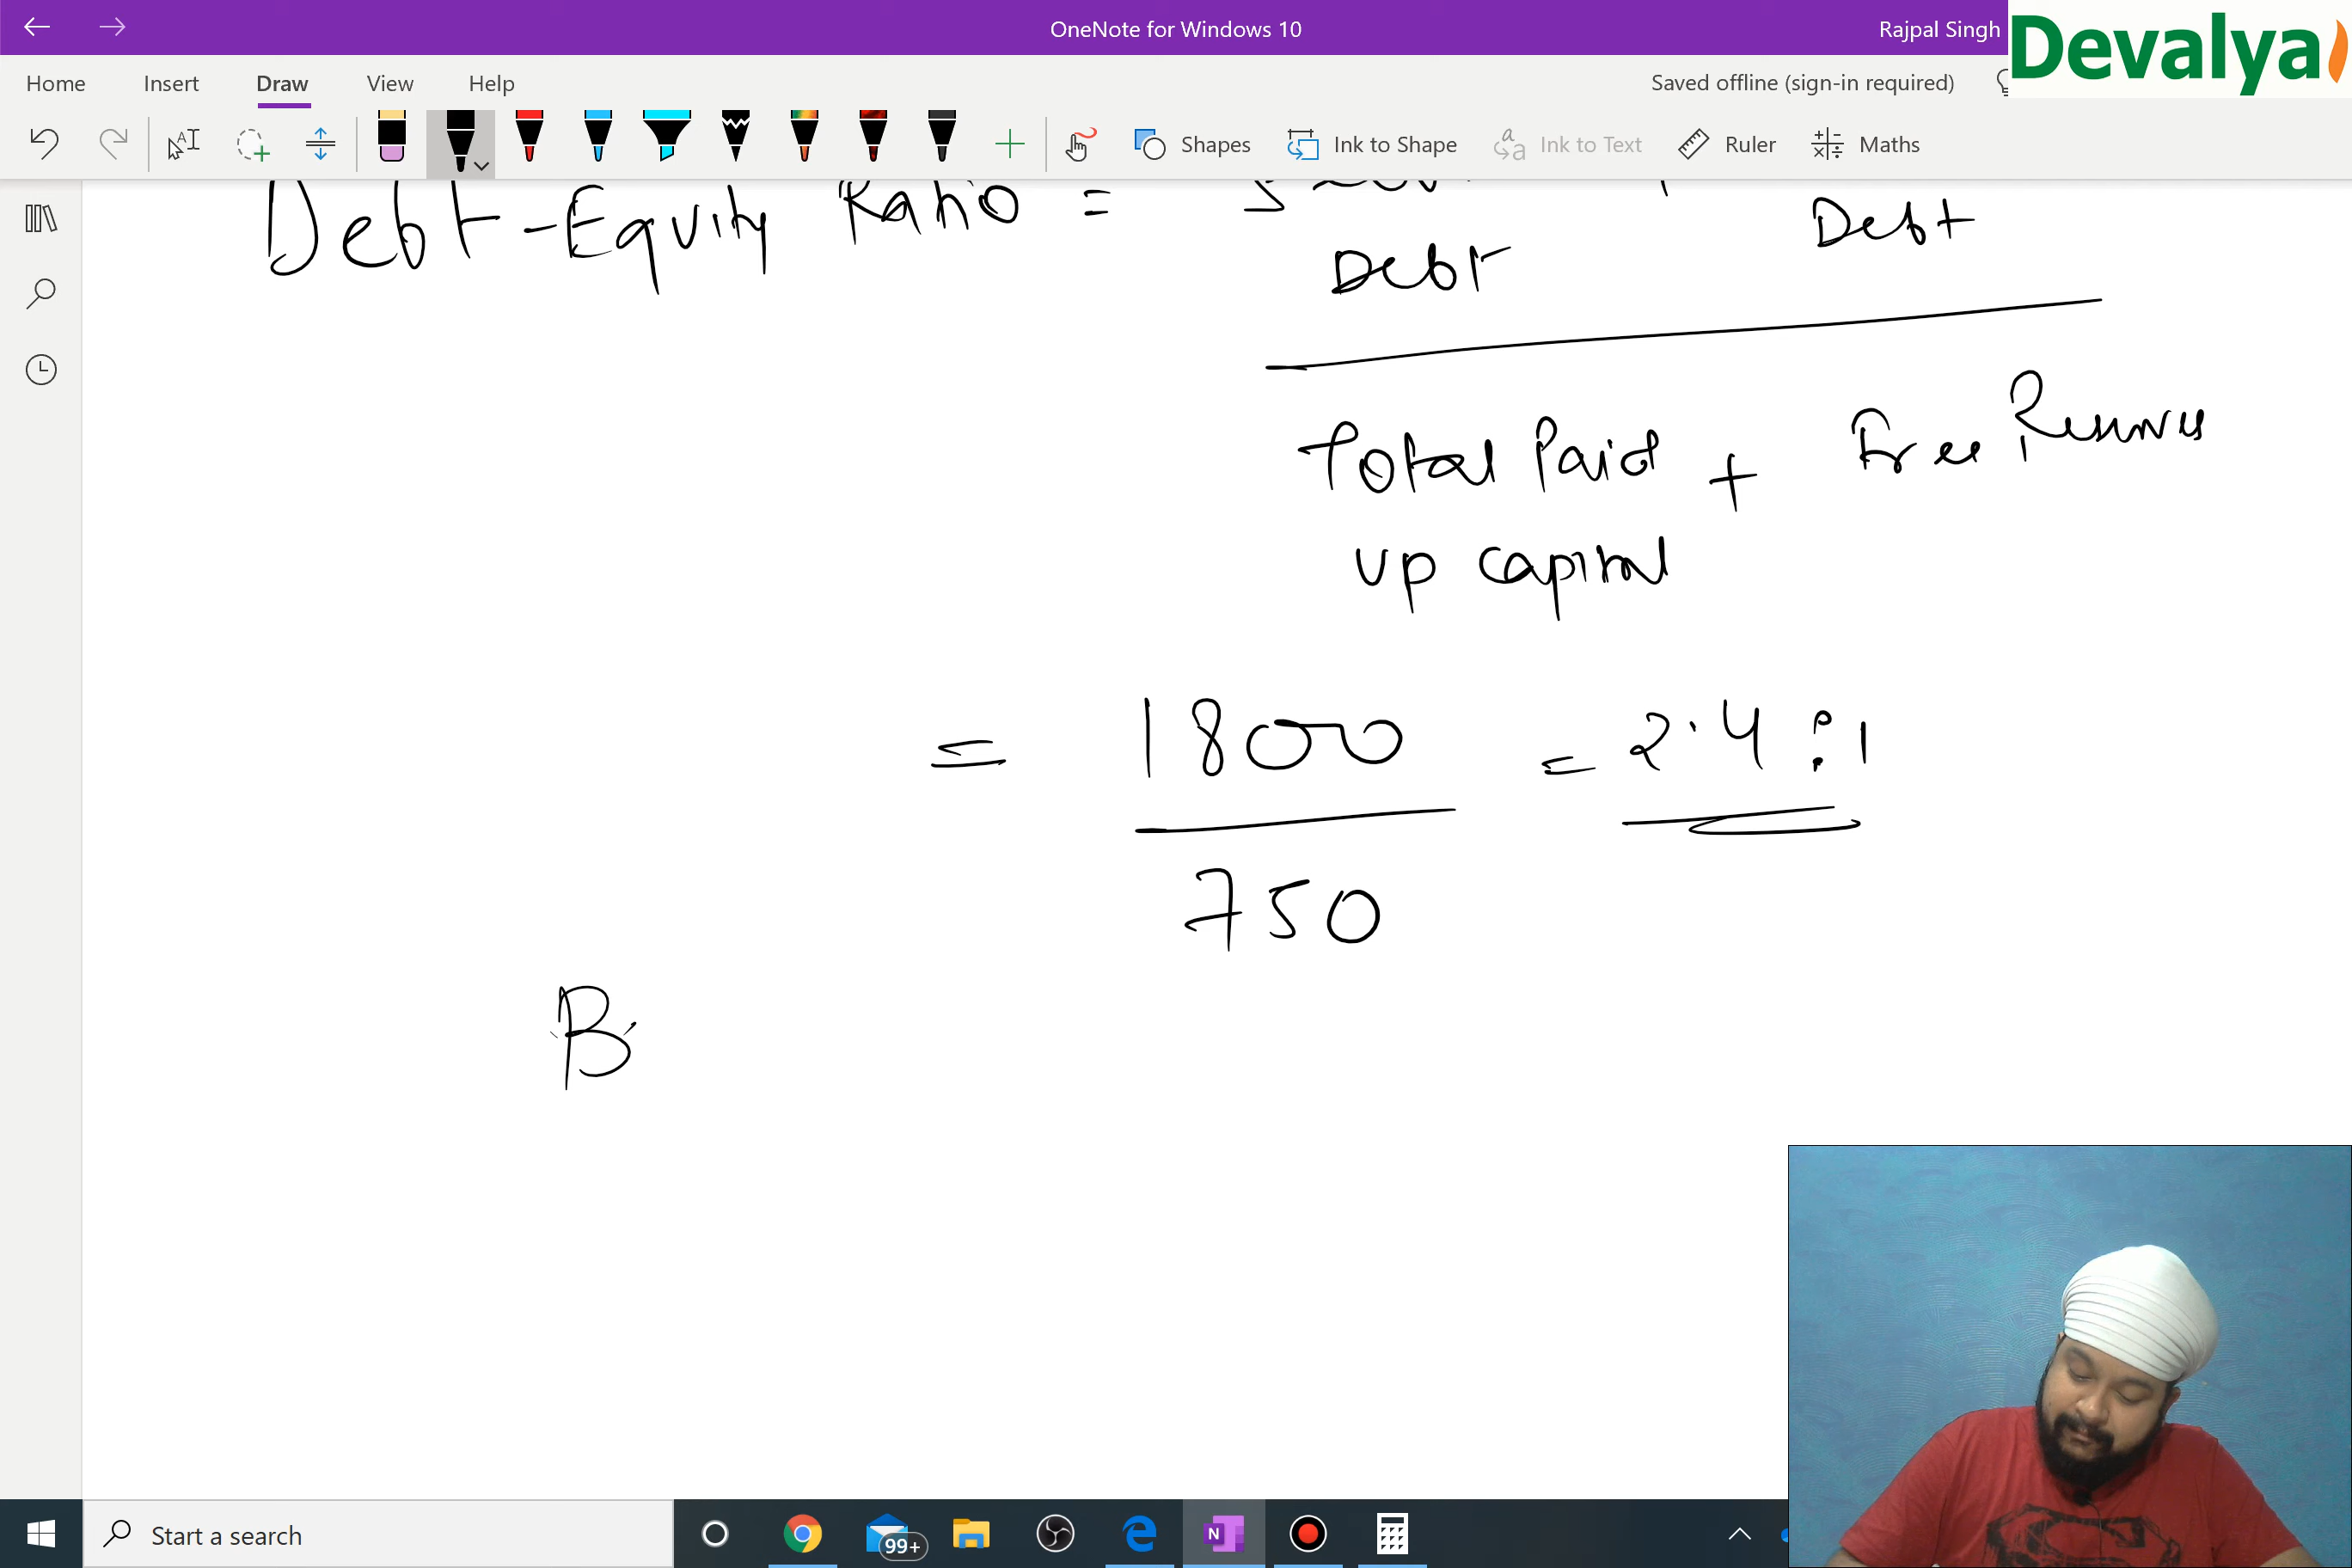 OneNote for Windows 10
Rajpal Singh
Devalya
Home Insert Draw View Help
Saved offline (sign-in required)
Shapes Ink to Shape Ink to Text Ruler Maths
Debt-Equity Ratio =
Debt
Debt
Total Paid + Free Reserves
up capital
= 1800 = 2.4 : 1
750
B
Start a search
99+